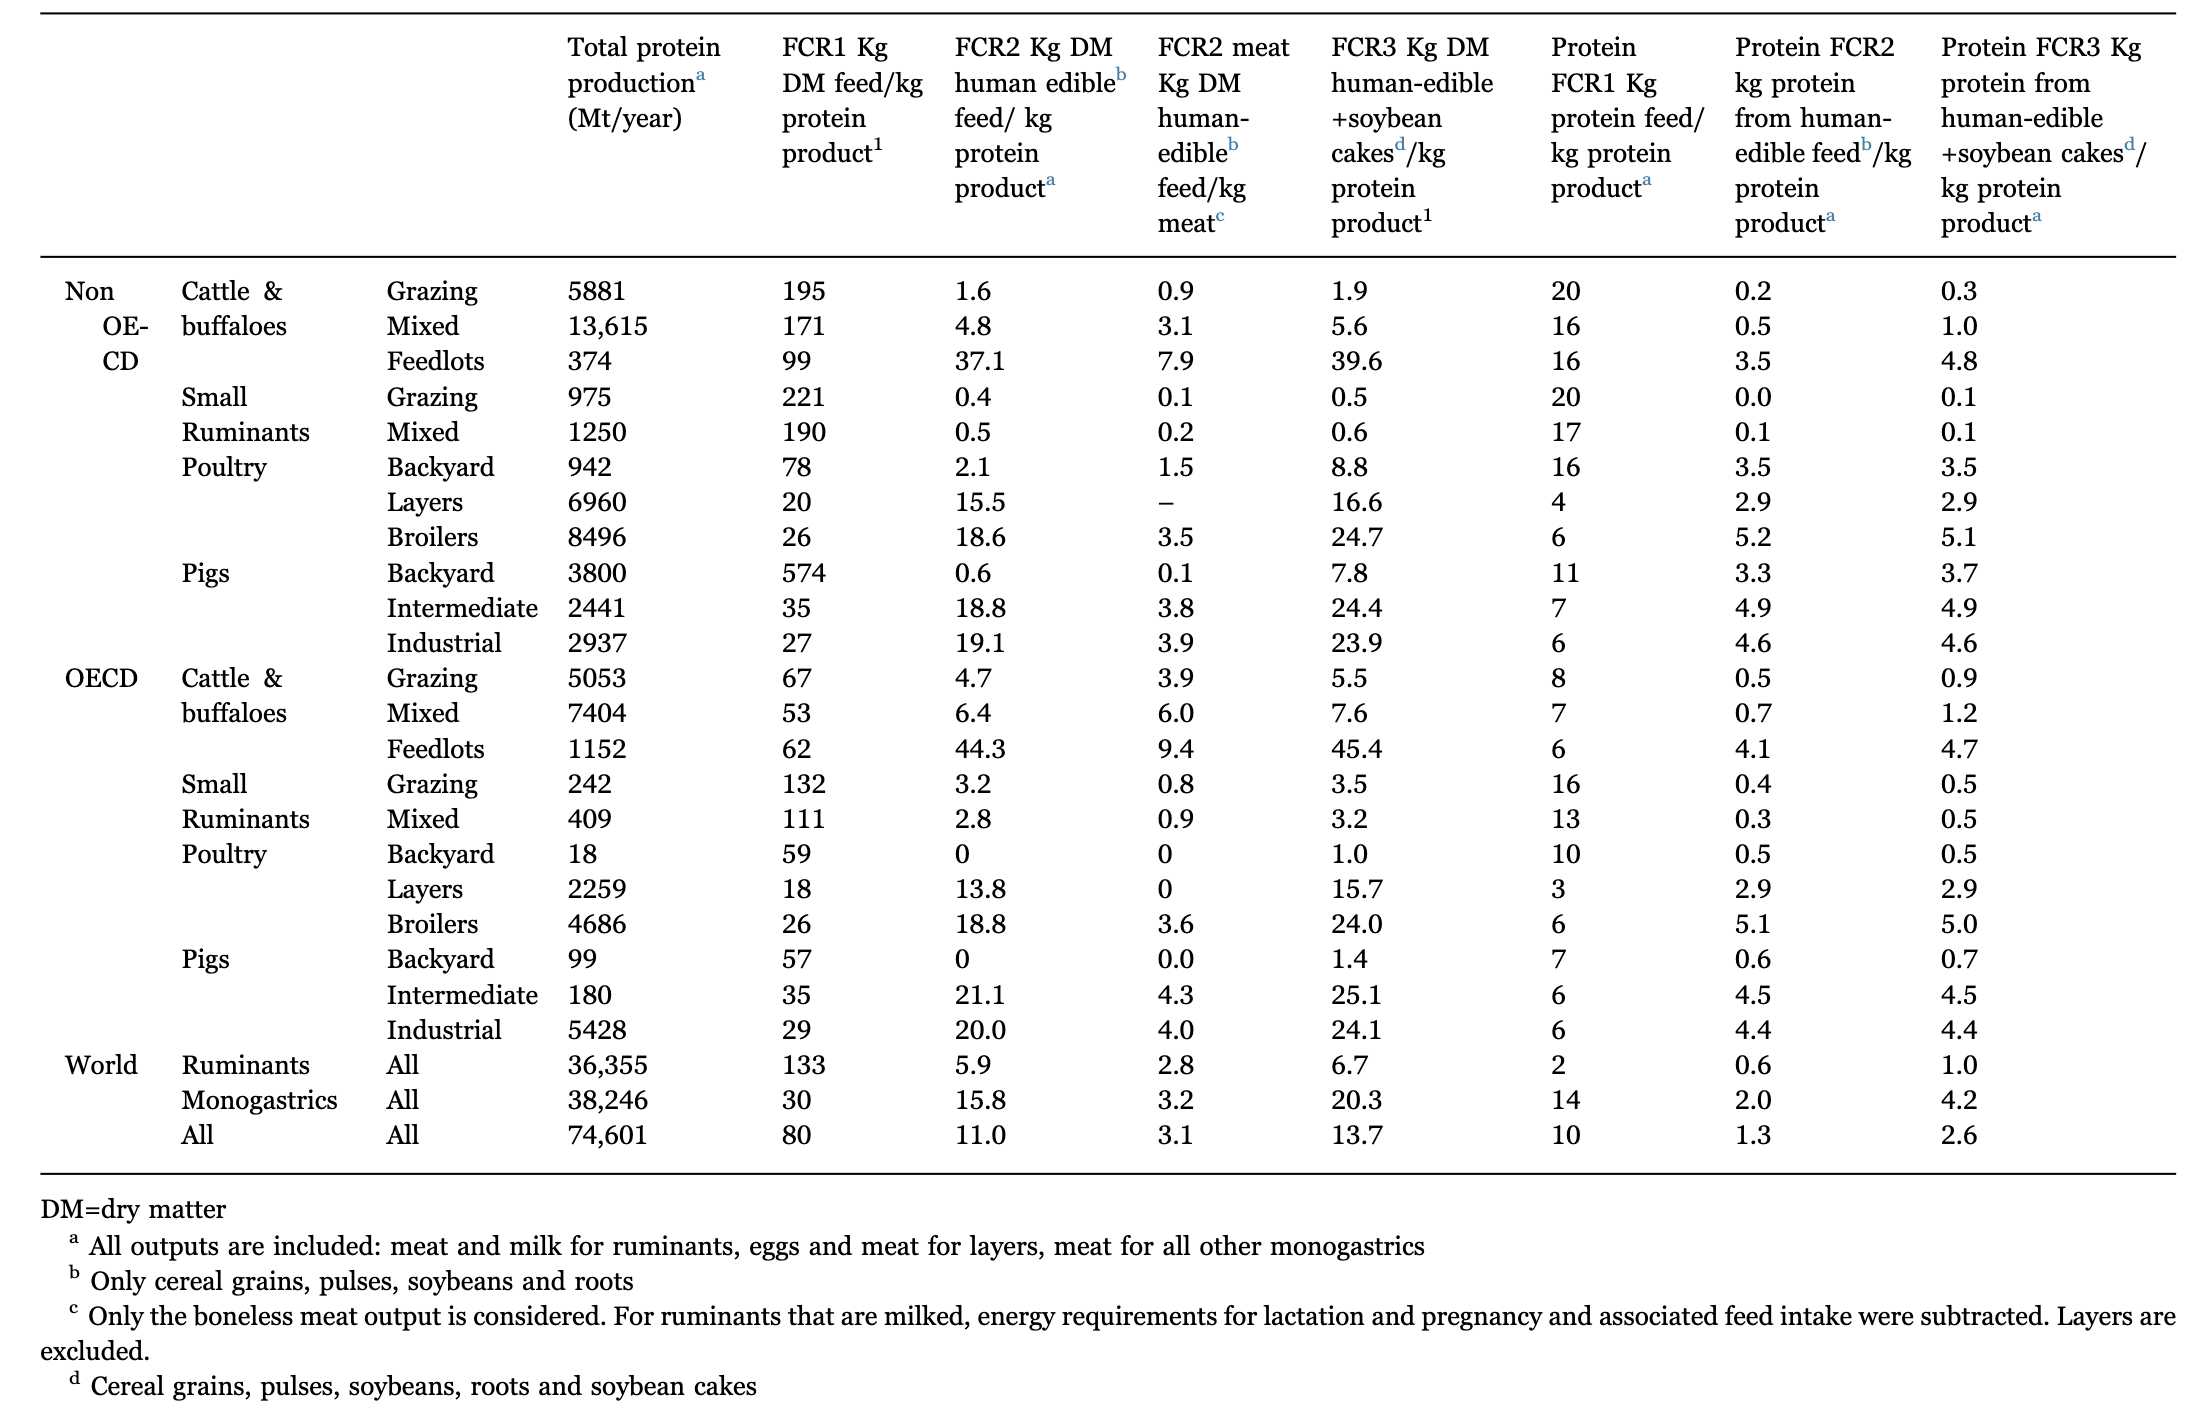 Total protein FCR1 Kg FCR2 Kg DM FCR2 meat FCR3 Kg DM Protein Protein FCR2 Protein FCR3 Kg
production^a DM feed/kg human edible^b Kg DM human-edible FCR1 Kg kg protein protein from
(Mt/year) protein feed/ kg human- +soybean protein feed/ from human- human-edible
product^1 protein edible^b cakes^d/kg kg protein edible feed^b/kg +soybean cakes^d/
product^a feed/kg protein product^a protein kg protein
meat^c product^1 product^a product^a
Non Cattle & Grazing 5881 195 1.6 0.9 1.9 20 0.2 0.3
OE- buffaloes Mixed 13,615 171 4.8 3.1 5.6 16 0.5 1.0
CD Feedlots 374 99 37.1 7.9 39.6 16 3.5 4.8
Small Grazing 975 221 0.4 0.1 0.5 20 0.0 0.1
Ruminants Mixed 1250 190 0.5 0.2 0.6 17 0.1 0.1
Poultry Backyard 942 78 2.1 1.5 8.8 16 3.5 3.5
Layers 6960 20 15.5 – 16.6 4 2.9 2.9
Broilers 8496 26 18.6 3.5 24.7 6 5.2 5.1
Pigs Backyard 3800 574 0.6 0.1 7.8 11 3.3 3.7
Intermediate 2441 35 18.8 3.8 24.4 7 4.9 4.9
Industrial 2937 27 19.1 3.9 23.9 6 4.6 4.6
OECD Cattle & Grazing 5053 67 4.7 3.9 5.5 8 0.5 0.9
buffaloes Mixed 7404 53 6.4 6.0 7.6 7 0.7 1.2
Feedlots 1152 62 44.3 9.4 45.4 6 4.1 4.7
Small Grazing 242 132 3.2 0.8 3.5 16 0.4 0.5
Ruminants Mixed 409 111 2.8 0.9 3.2 13 0.3 0.5
Poultry Backyard 18 59 0 0 1.0 10 0.5 0.5
Layers 2259 18 13.8 0 15.7 3 2.9 2.9
Broilers 4686 26 18.8 3.6 24.0 6 5.1 5.0
Pigs Backyard 99 57 0 0.0 1.4 7 0.6 0.7
Intermediate 180 35 21.1 4.3 25.1 6 4.5 4.5
Industrial 5428 29 20.0 4.0 24.1 6 4.4 4.4
World Ruminants All 36,355 133 5.9 2.8 6.7 2 0.6 1.0
Monogastrics All 38,246 30 15.8 3.2 20.3 14 2.0 4.2
All All 74,601 80 11.0 3.1 13.7 10 1.3 2.6
DM=dry matter
^a All outputs are included: meat and milk for ruminants, eggs and meat for layers, meat for all other monogastrics
^b Only cereal grains, pulses, soybeans and roots
^c Only the boneless meat output is considered. For ruminants that are milked, energy requirements for lactation and pregnancy and associated feed intake were subtracted. Layers are
excluded.
^d Cereal grains, pulses, soybeans, roots and soybean cakes